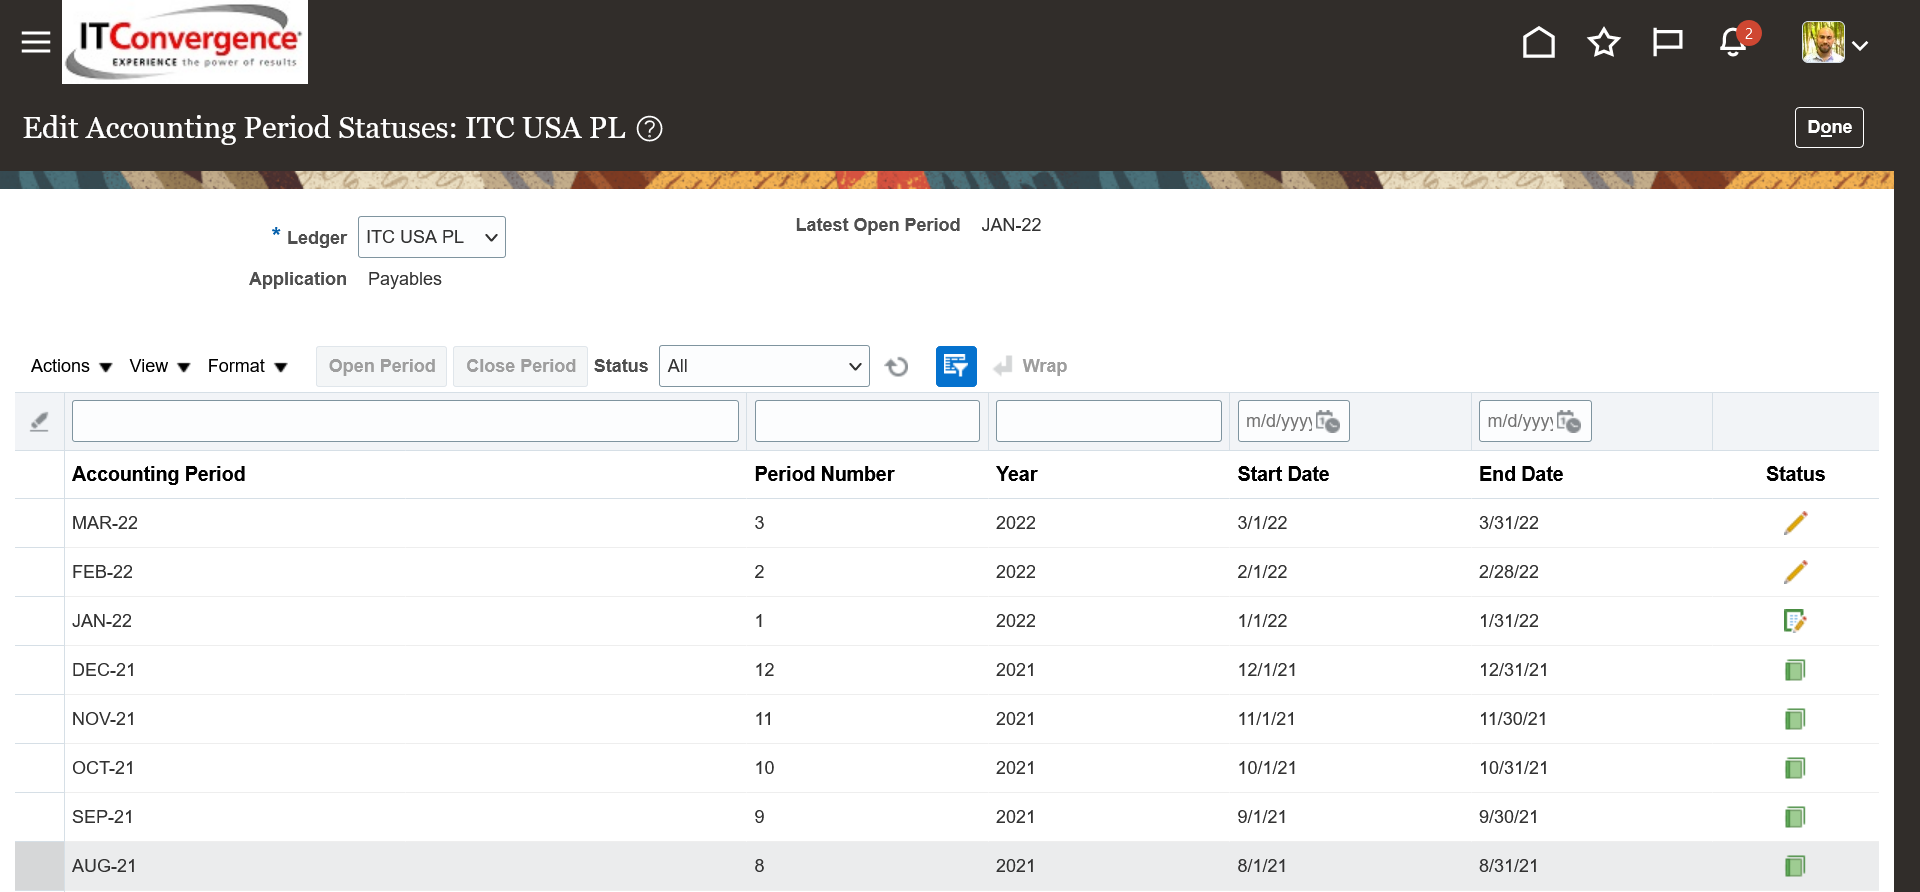 ITConvergence
EXPERIENCE the power of results
2
Edit Accounting Period Statuses: ITC USA PL ?
Done
* Ledger ITC USA PL
Latest Open Period JAN-22
Application Payables
Actions View Format Open Period Close Period Status All Wrap
m/d/yyyy m/d/yyyy
Accounting Period Period Number Year Start Date End Date Status
MAR-22 3 2022 3/1/22 3/31/22
FEB-22 2 2022 2/1/22 2/28/22
JAN-22 1 2022 1/1/22 1/31/22
DEC-21 12 2021 12/1/21 12/31/21
NOV-21 11 2021 11/1/21 11/30/21
OCT-21 10 2021 10/1/21 10/31/21
SEP-21 9 2021 9/1/21 9/30/21
AUG-21 8 2021 8/1/21 8/31/21